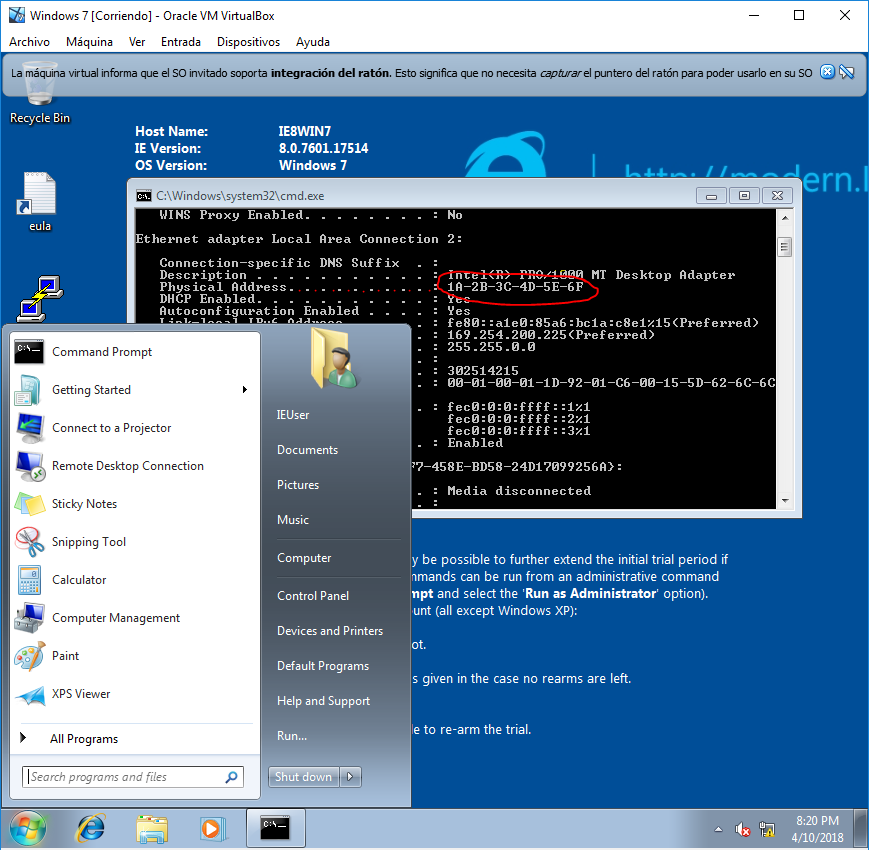 Windows 7 [Corriendo] - Oracle VM VirtualBox
Archivo Máquina Ver Entrada Dispositivos Ayuda
La máquina virtual informa que el SO invitado soporta integración del ratón. Esto significa que no necesita capturar el puntero del ratón para poder usarlo en su SO
Recycle Bin
Host Name: IE8WIN7
IE Version: 8.0.7601.17514
OS Version: Windows 7
http://modern.I
eula
C:\Windows\system32\cmd.exe
WINS Proxy Enabled. . . . . . . . : No
Ethernet adapter Local Area Connection 2:
Connection-specific DNS Suffix . :
Description . . . . . . . . . . . : Intel(R) PRO/1000 MT Desktop Adapter
Physical Address. . . . . . . . . : 1A-2B-3C-4D-5E-6F
DHCP Enabled. . . . . . . . . . . : Yes
Autoconfiguration Enabled . . . . : Yes
Link-local IPv6 Address . . . . . : fe80::a1e0:85a6:bc1a:c8e1%15(Preferred)
. : 169.254.200.225(Preferred)
. : 255.255.0.0
. :
. : 302514215
. : 00-01-00-01-1D-92-01-C6-00-15-5D-62-6C-6C
. : fec0:0:0:ffff::1%1
fec0:0:0:ffff::2%1
fec0:0:0:ffff::3%1
. : Enabled
F7-458E-BD58-24D17099256A}:
. : Media disconnected
. :
y be possible to further extend the initial trial period if
mmands can be run from an administrative command
mpt and select the 'Run as Administrator' option).
ount (all except Windows XP):
ot.
s given in the case no rearms are left.
le to re-arm the trial.
Command Prompt
Getting Started
Connect to a Projector
Remote Desktop Connection
Sticky Notes
Snipping Tool
Calculator
Computer Management
Paint
XPS Viewer
All Programs
Search programs and files
IEUser
Documents
Pictures
Music
Computer
Control Panel
Devices and Printers
Default Programs
Help and Support
Run...
Shut down
8:20 PM
4/10/2018